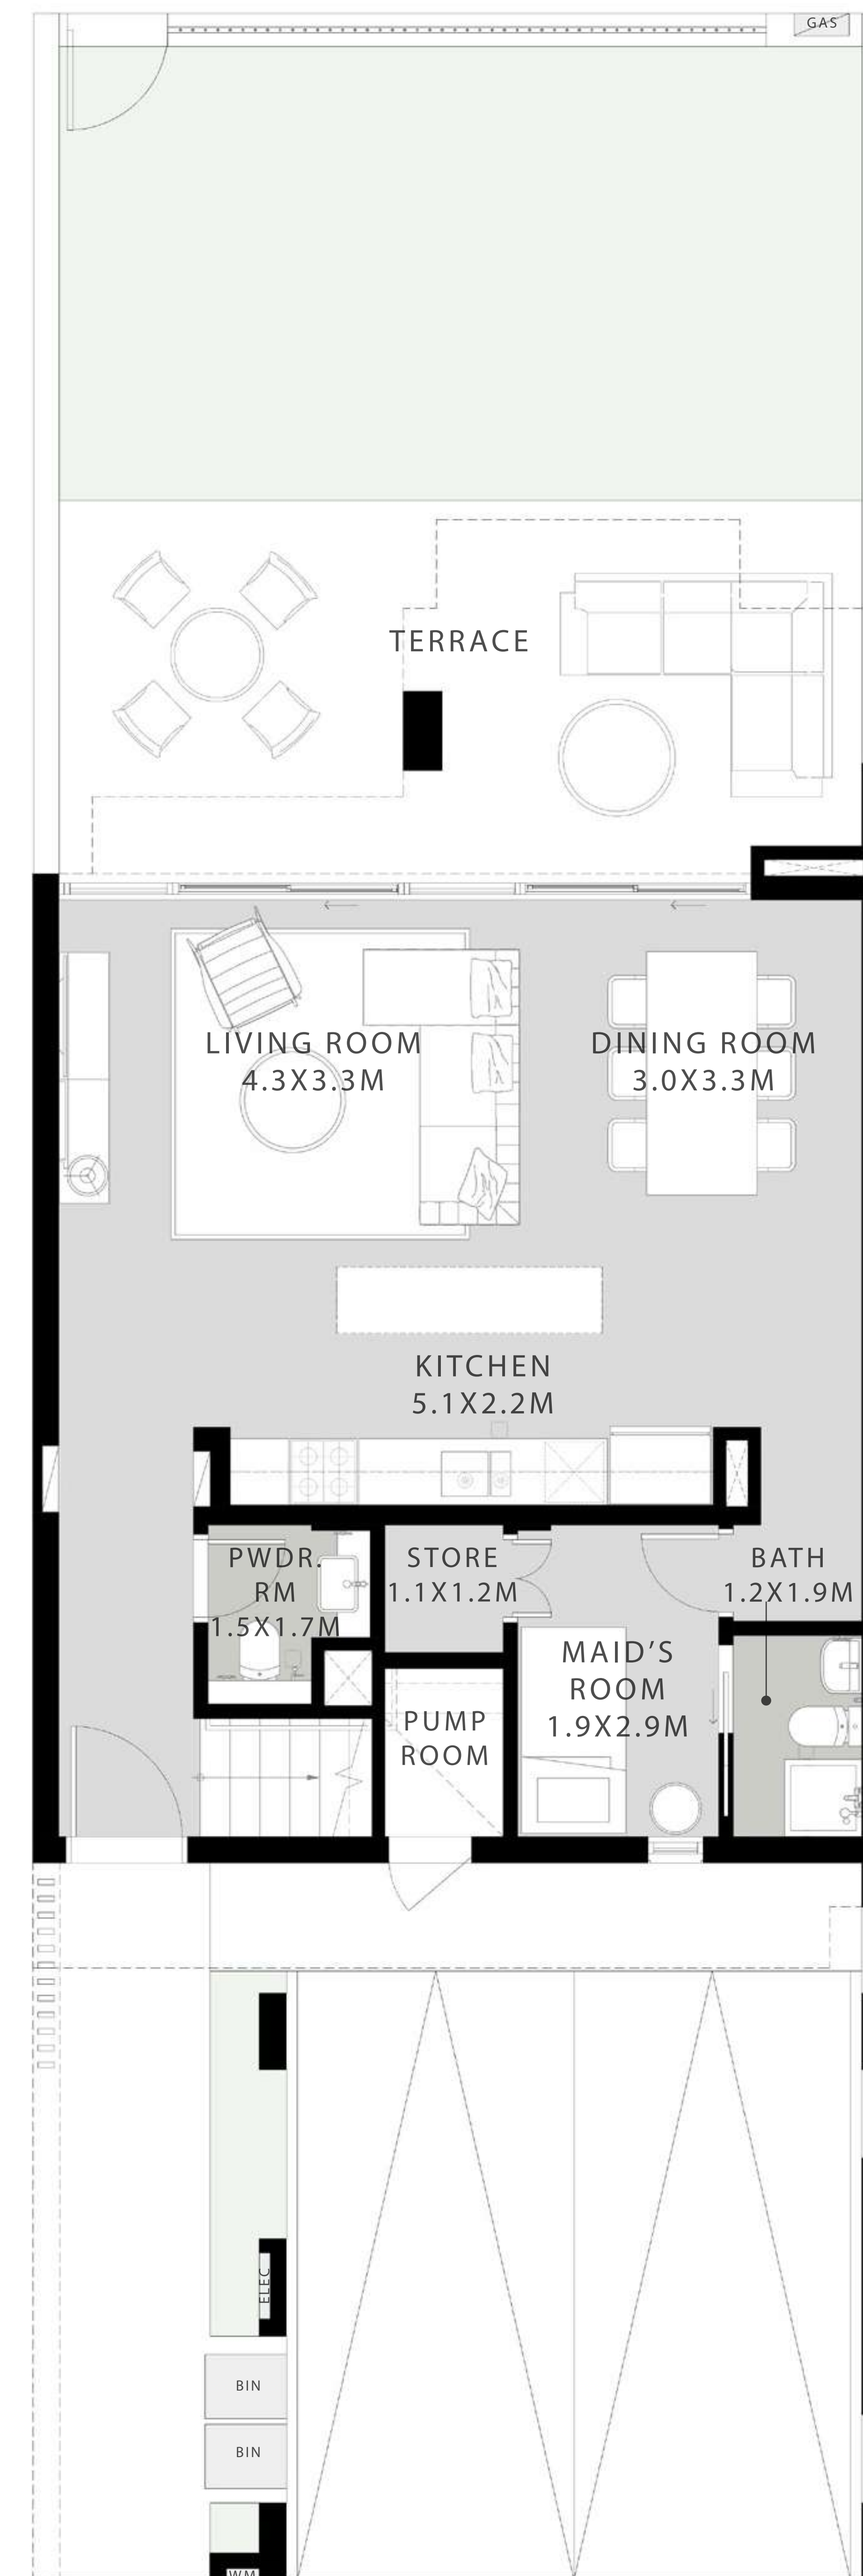 GAS
TERRACE
LIVING ROOM
4.3X3.3M
DINING ROOM
3.0X3.3M
KITCHEN
5.1X2.2M
PWDR.
RM
1.5X1.7M
STORE
1.1X1.2M
BATH
1.2X1.9M
MAID'S
ROOM
1.9X2.9M
PUMP
ROOM
ELEC
BIN
BIN
WM